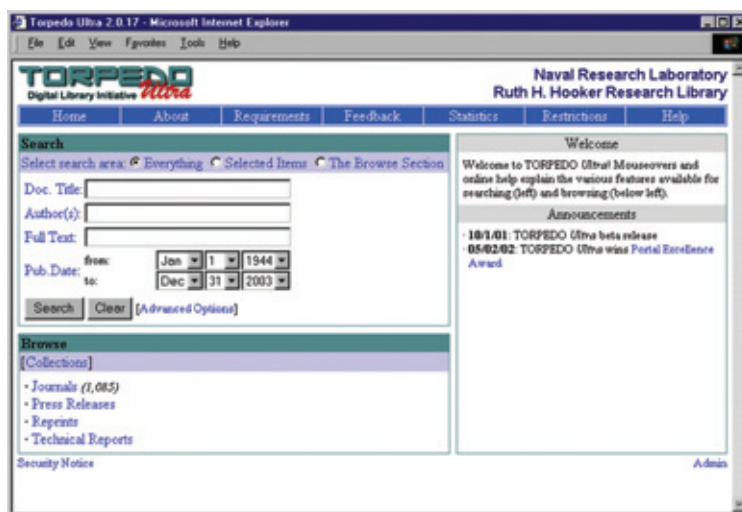 Torpedo Ultra 2.0.17 - Microsoft Internet Explorer
File Edit View Favorites Tools Help
TORPEDO
Digital Library Initiative Ultra
Naval Research Laboratory
Ruth H. Hooker Research Library
Home About Requirements Feedback Statistics Restrictions Help
Search
Select search area: Everything Selected Items The Browse Section
Doc. Title:
Author(s):
Full Text:
Pub.Date: from: Jan 1 1944
to: Dec 31 2003
Search Clear [Advanced Options]
Browse
[Collections]
· Journals (1,085)
· Press Releases
· Reprints
· Technical Reports
Welcome
Welcome to TORPEDO Ultra! Mouseovers and
online help explain the various features available for
searching (left) and browsing (below left).
Announcements
· 10/1/01: TORPEDO Ultra beta release
· 05/02/02: TORPEDO Ultra wins Portal Excellence
Award.
Security Notice
Admin